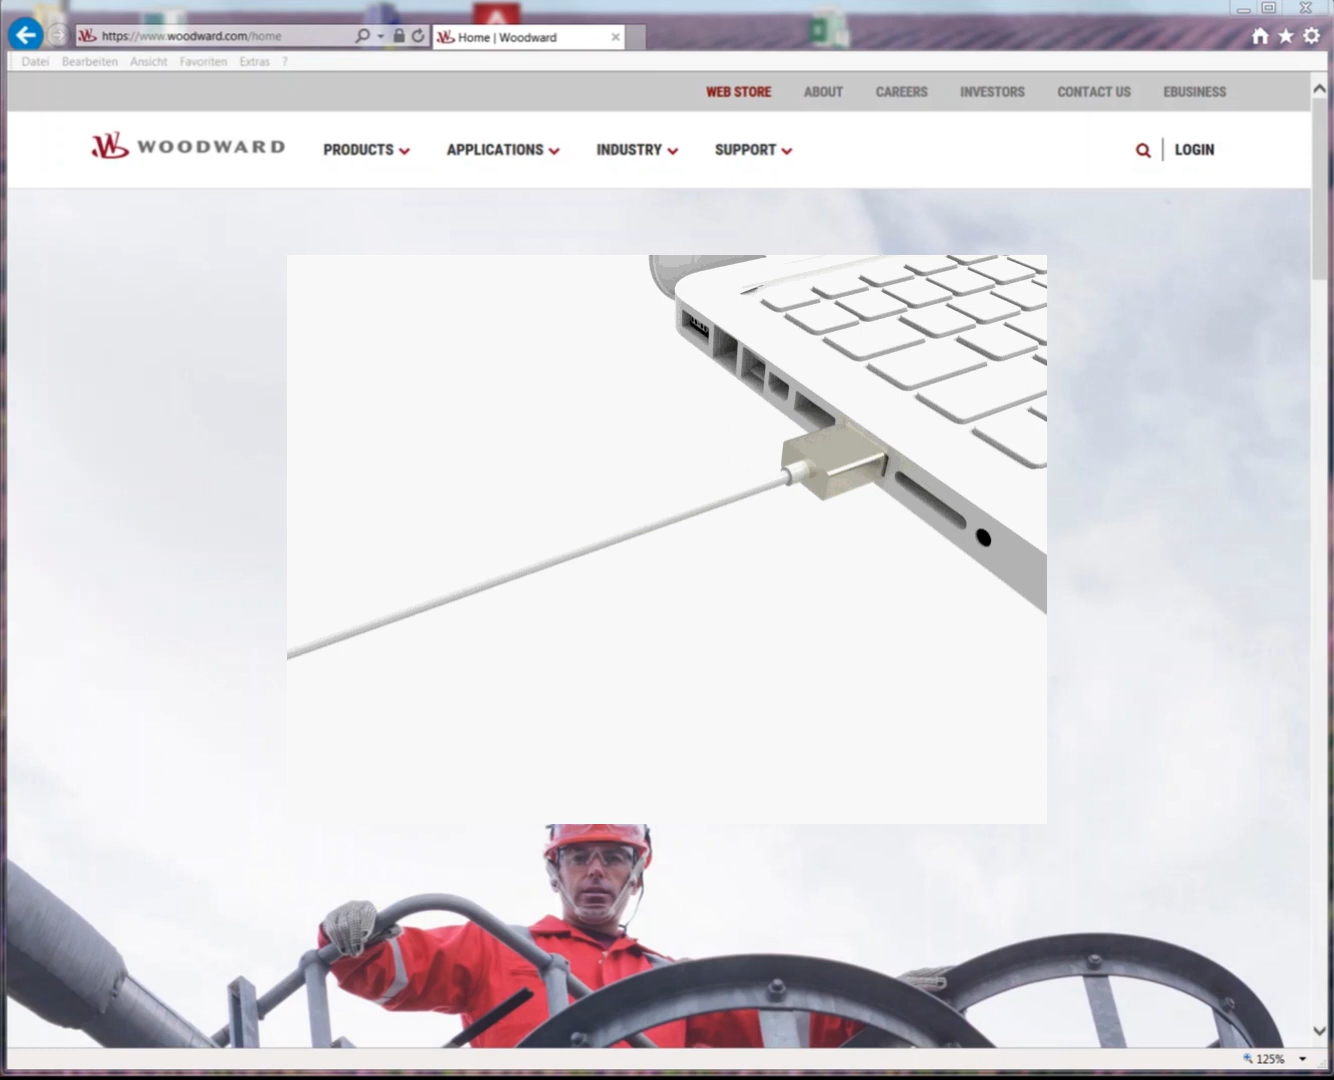 https://www.woodward.com/home
Home | Woodward
Datei Bearbeiten Ansicht Favoriten Extras ?
WEB STORE ABOUT CAREERS INVESTORS CONTACT US EBUSINESS
WOODWARD PRODUCTS APPLICATIONS INDUSTRY SUPPORT LOGIN
125%